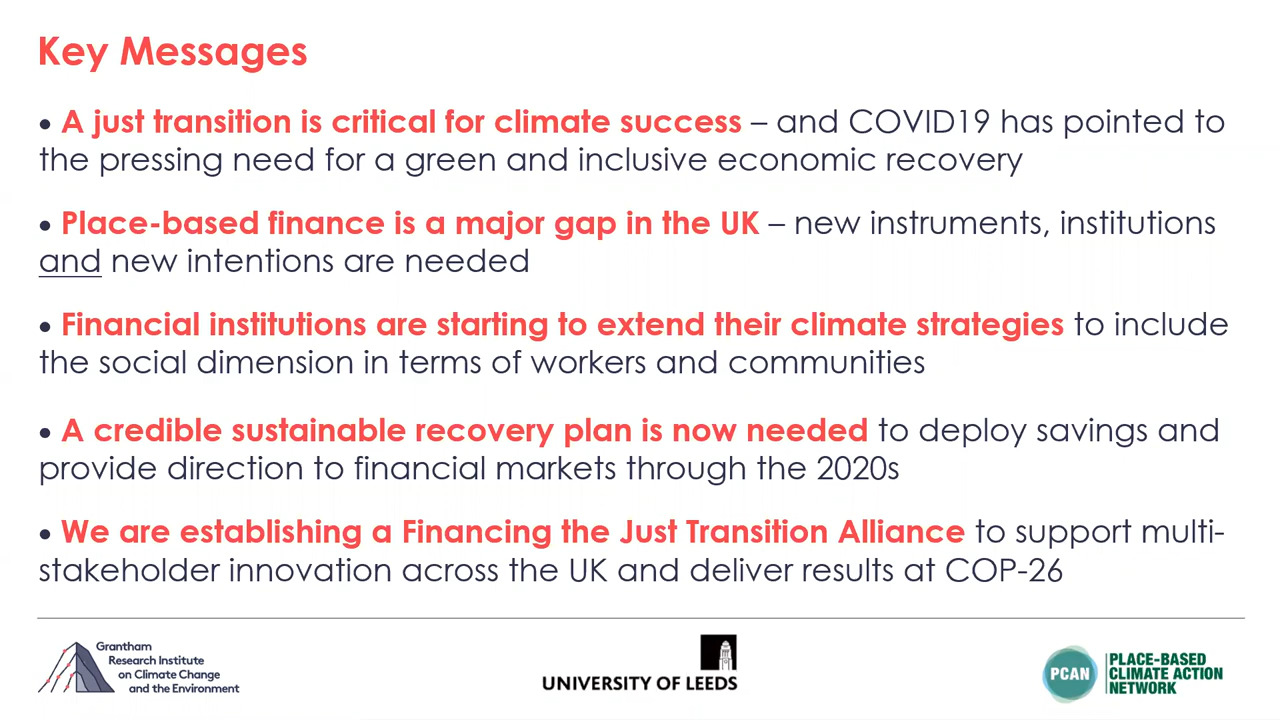 Key Messages
• A just transition is critical for climate success – and COVID19 has pointed to
the pressing need for a green and inclusive economic recovery
• Place-based finance is a major gap in the UK – new instruments, institutions
and new intentions are needed
• Financial institutions are starting to extend their climate strategies to include
the social dimension in terms of workers and communities
• A credible sustainable recovery plan is now needed to deploy savings and
provide direction to financial markets through the 2020s
• We are establishing a Financing the Just Transition Alliance to support multi-
stakeholder innovation across the UK and deliver results at COP-26
Grantham
Research Institute
on Climate Change
and the Environment
UNIVERSITY OF LEEDS
PCAN
PLACE-BASED
CLIMATE ACTION
NETWORK